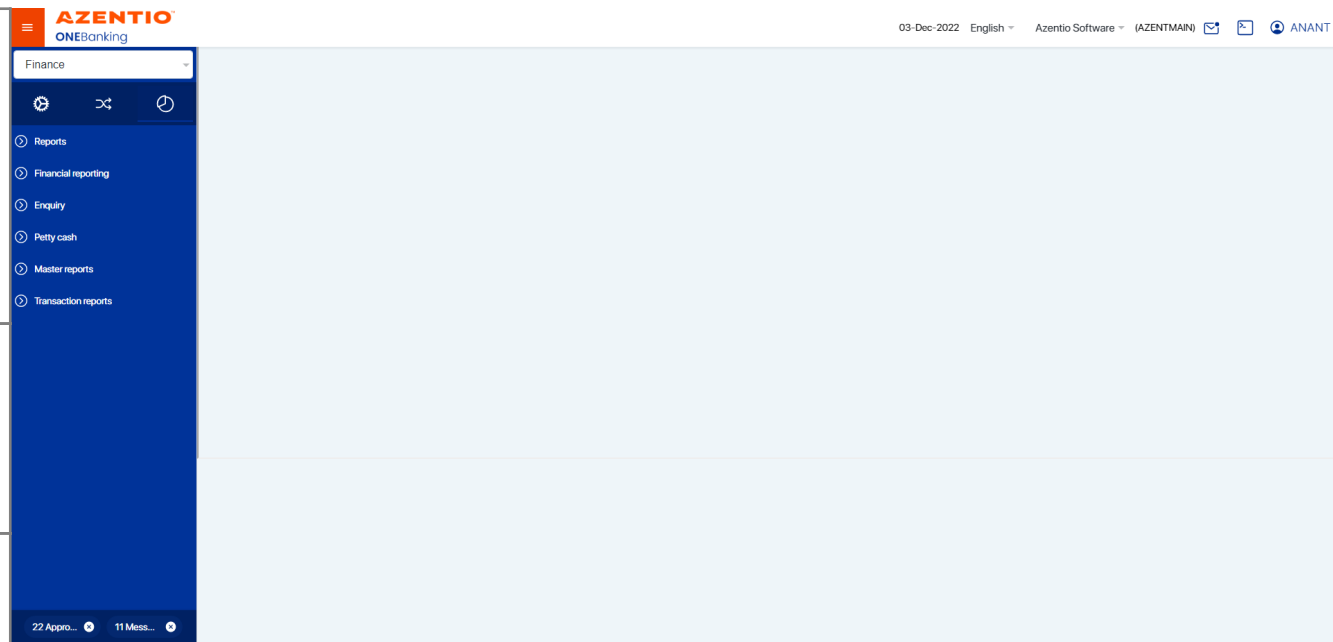 AZENTIO
ONEBanking
03-Dec-2022 English Azentio Software (AZENTMAIN) ANANT
Finance
Reports
Financial reporting
Enquiry
Petty cash
Master reports
Transaction reports
22 Appro... 11 Mess...